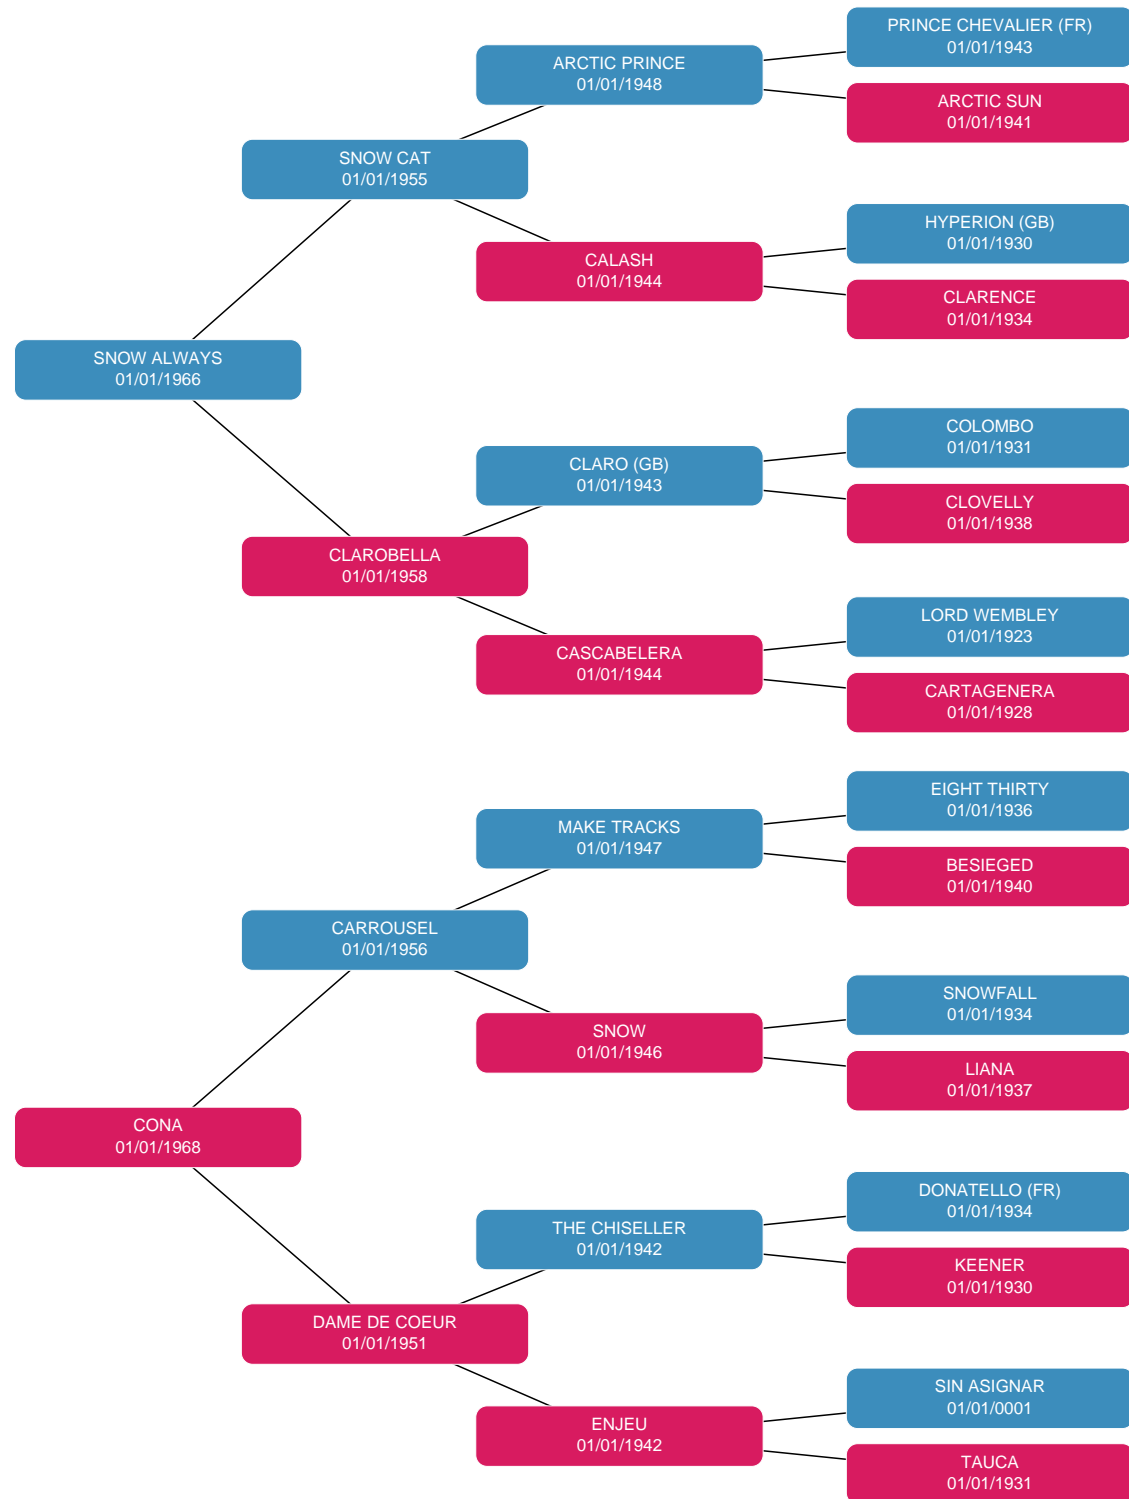 PRINCE CHEVALIER (FR)
01/01/1943
ARCTIC PRINCE
01/01/1948
ARCTIC SUN
01/01/1941
SNOW CAT
01/01/1955
HYPERION (GB)
01/01/1930
CALASH
01/01/1944
CLARENCE
01/01/1934
SNOW ALWAYS
01/01/1966
COLOMBO
01/01/1931
CLARO (GB)
01/01/1943
CLOVELLY
01/01/1938
CLAROBELLA
01/01/1958
LORD WEMBLEY
01/01/1923
CASCABELERA
01/01/1944
CARTAGENERA
01/01/1928
EIGHT THIRTY
01/01/1936
MAKE TRACKS
01/01/1947
BESIEGED
01/01/1940
CARROUSEL
01/01/1956
SNOWFALL
01/01/1934
SNOW
01/01/1946
LIANA
01/01/1937
CONA
01/01/1968
DONATELLO (FR)
01/01/1934
THE CHISELLER
01/01/1942
KEENER
01/01/1930
DAME DE COEUR
01/01/1951
SIN ASIGNAR
01/01/0001
ENJEU
01/01/1942
TAUCA
01/01/1931